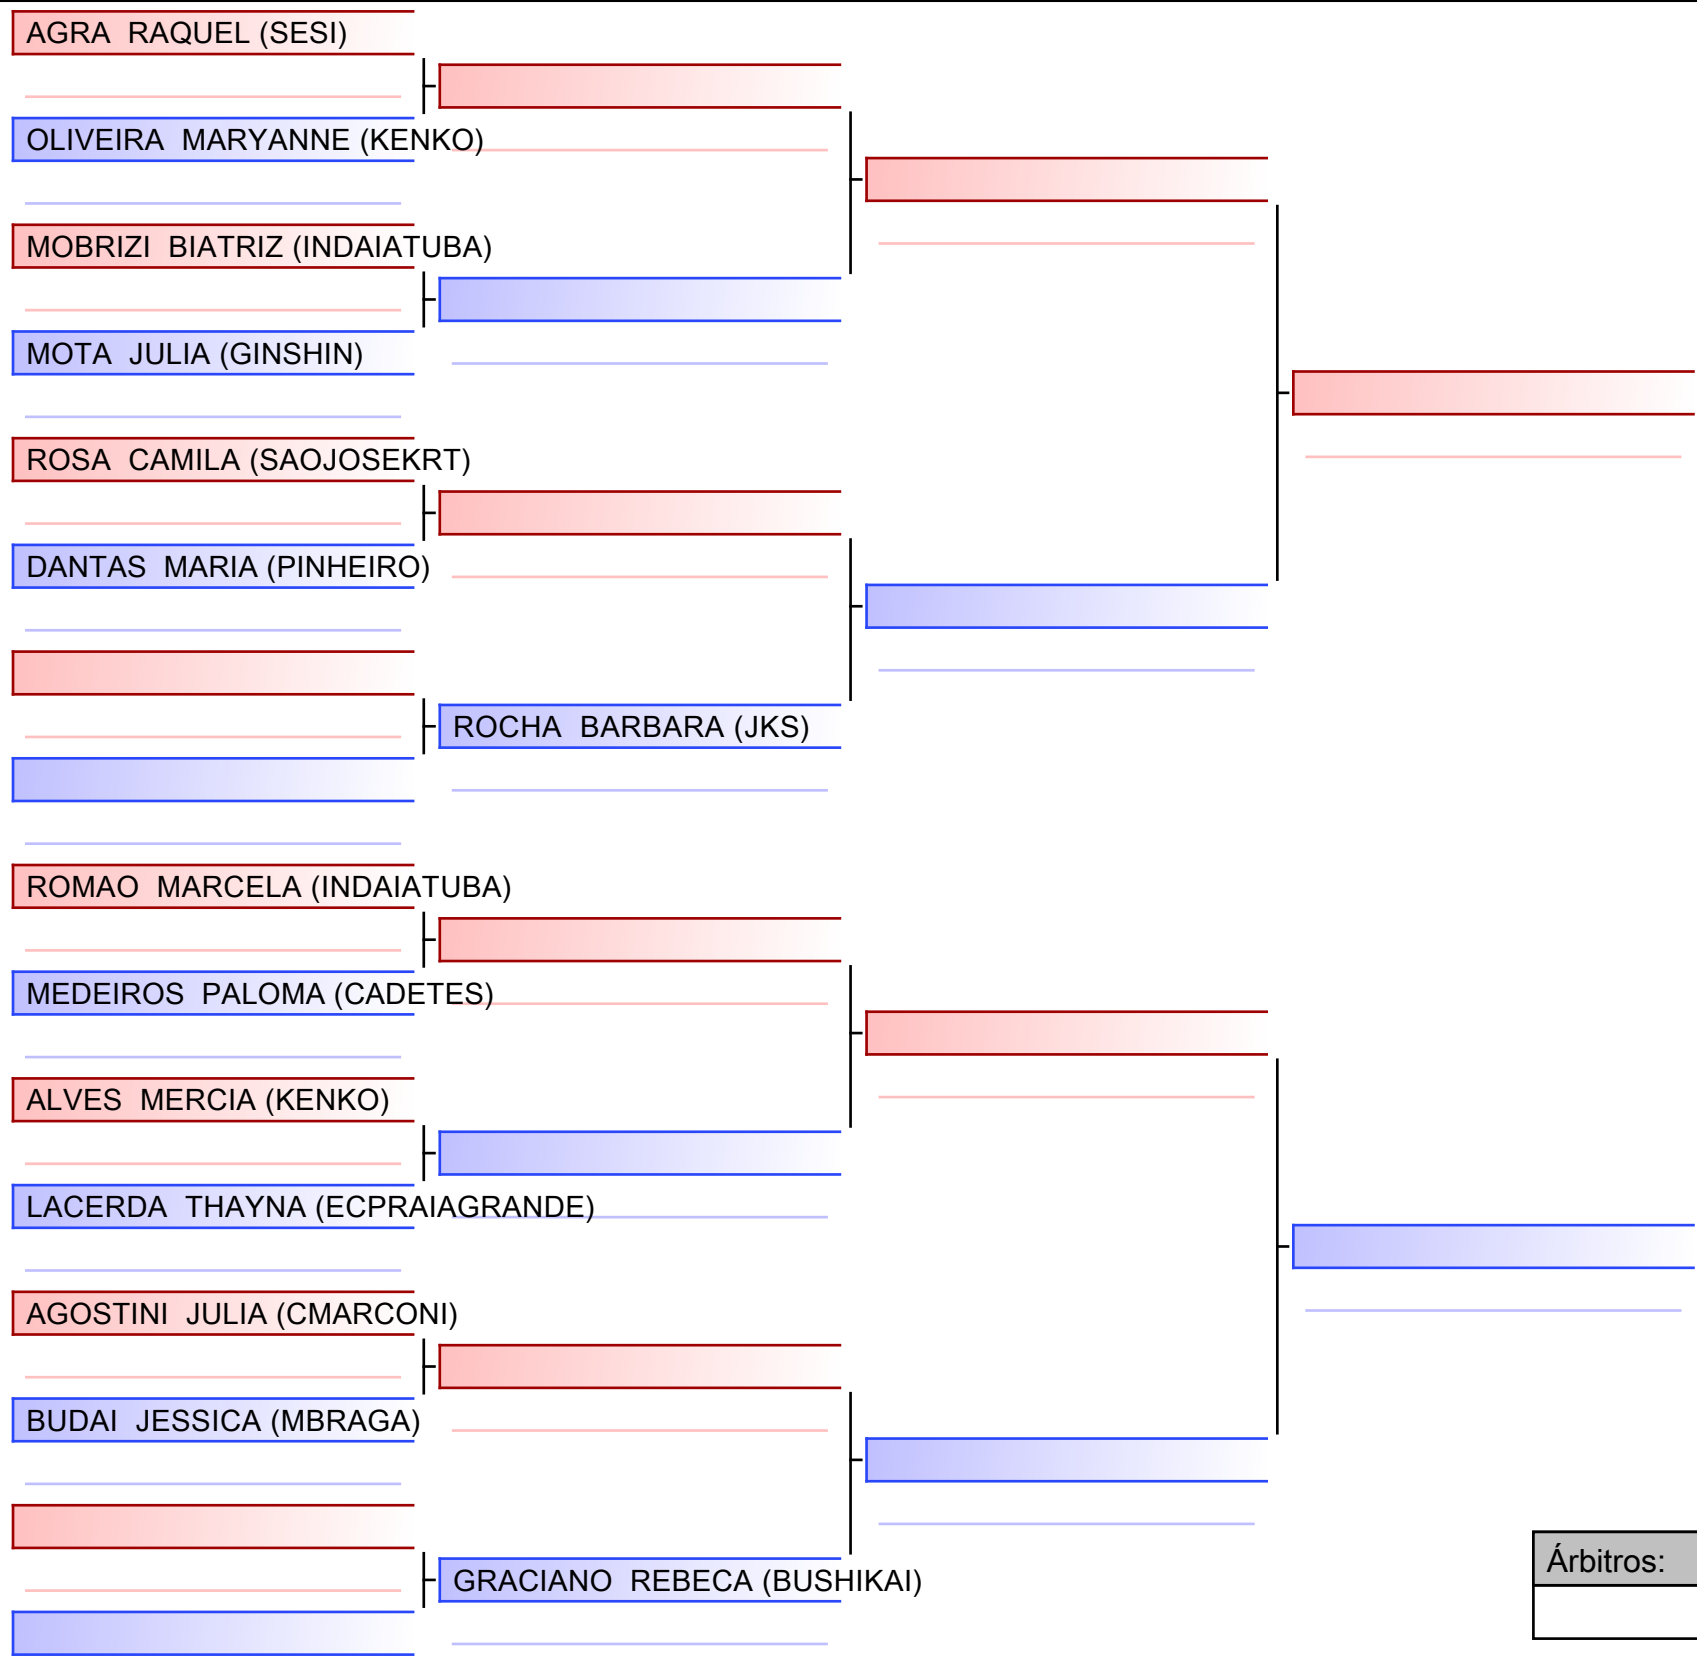 AGRA RAQUEL (SESI)
OLIVEIRA MARYANNE (KENKO)
MOBRIZI BIATRIZ (INDAIATUBA)
MOTA JULIA (GINSHIN)
ROSA CAMILA (SAOJOSEKRT)
DANTAS MARIA (PINHEIRO)
ROCHA BARBARA (JKS)
ROMAO MARCELA (INDAIATUBA)
MEDEIROS PALOMA (CADETES)
ALVES MERCIA (KENKO)
LACERDA THAYNA (ECPRAIAGRANDE)
AGOSTINI JULIA (CMARCONI)
BUDAI JESSICA (MBRAGA)
GRACIANO REBECA (BUSHIKAI)
Árbitros: